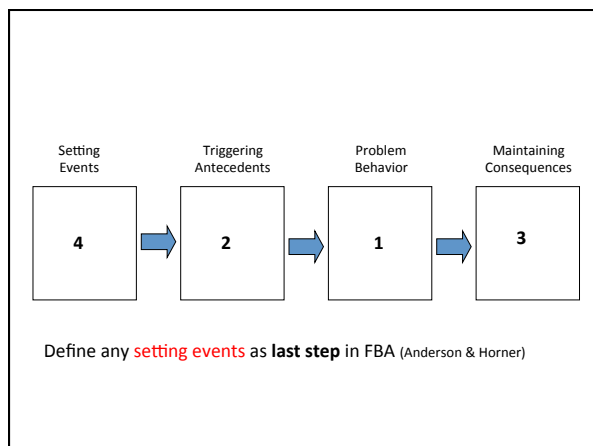 Setting
Events
Triggering
Antecedents
Problem
Behavior
Maintaining
Consequences
4
2
1
3
Define any setting events as last step in FBA (Anderson & Horner)